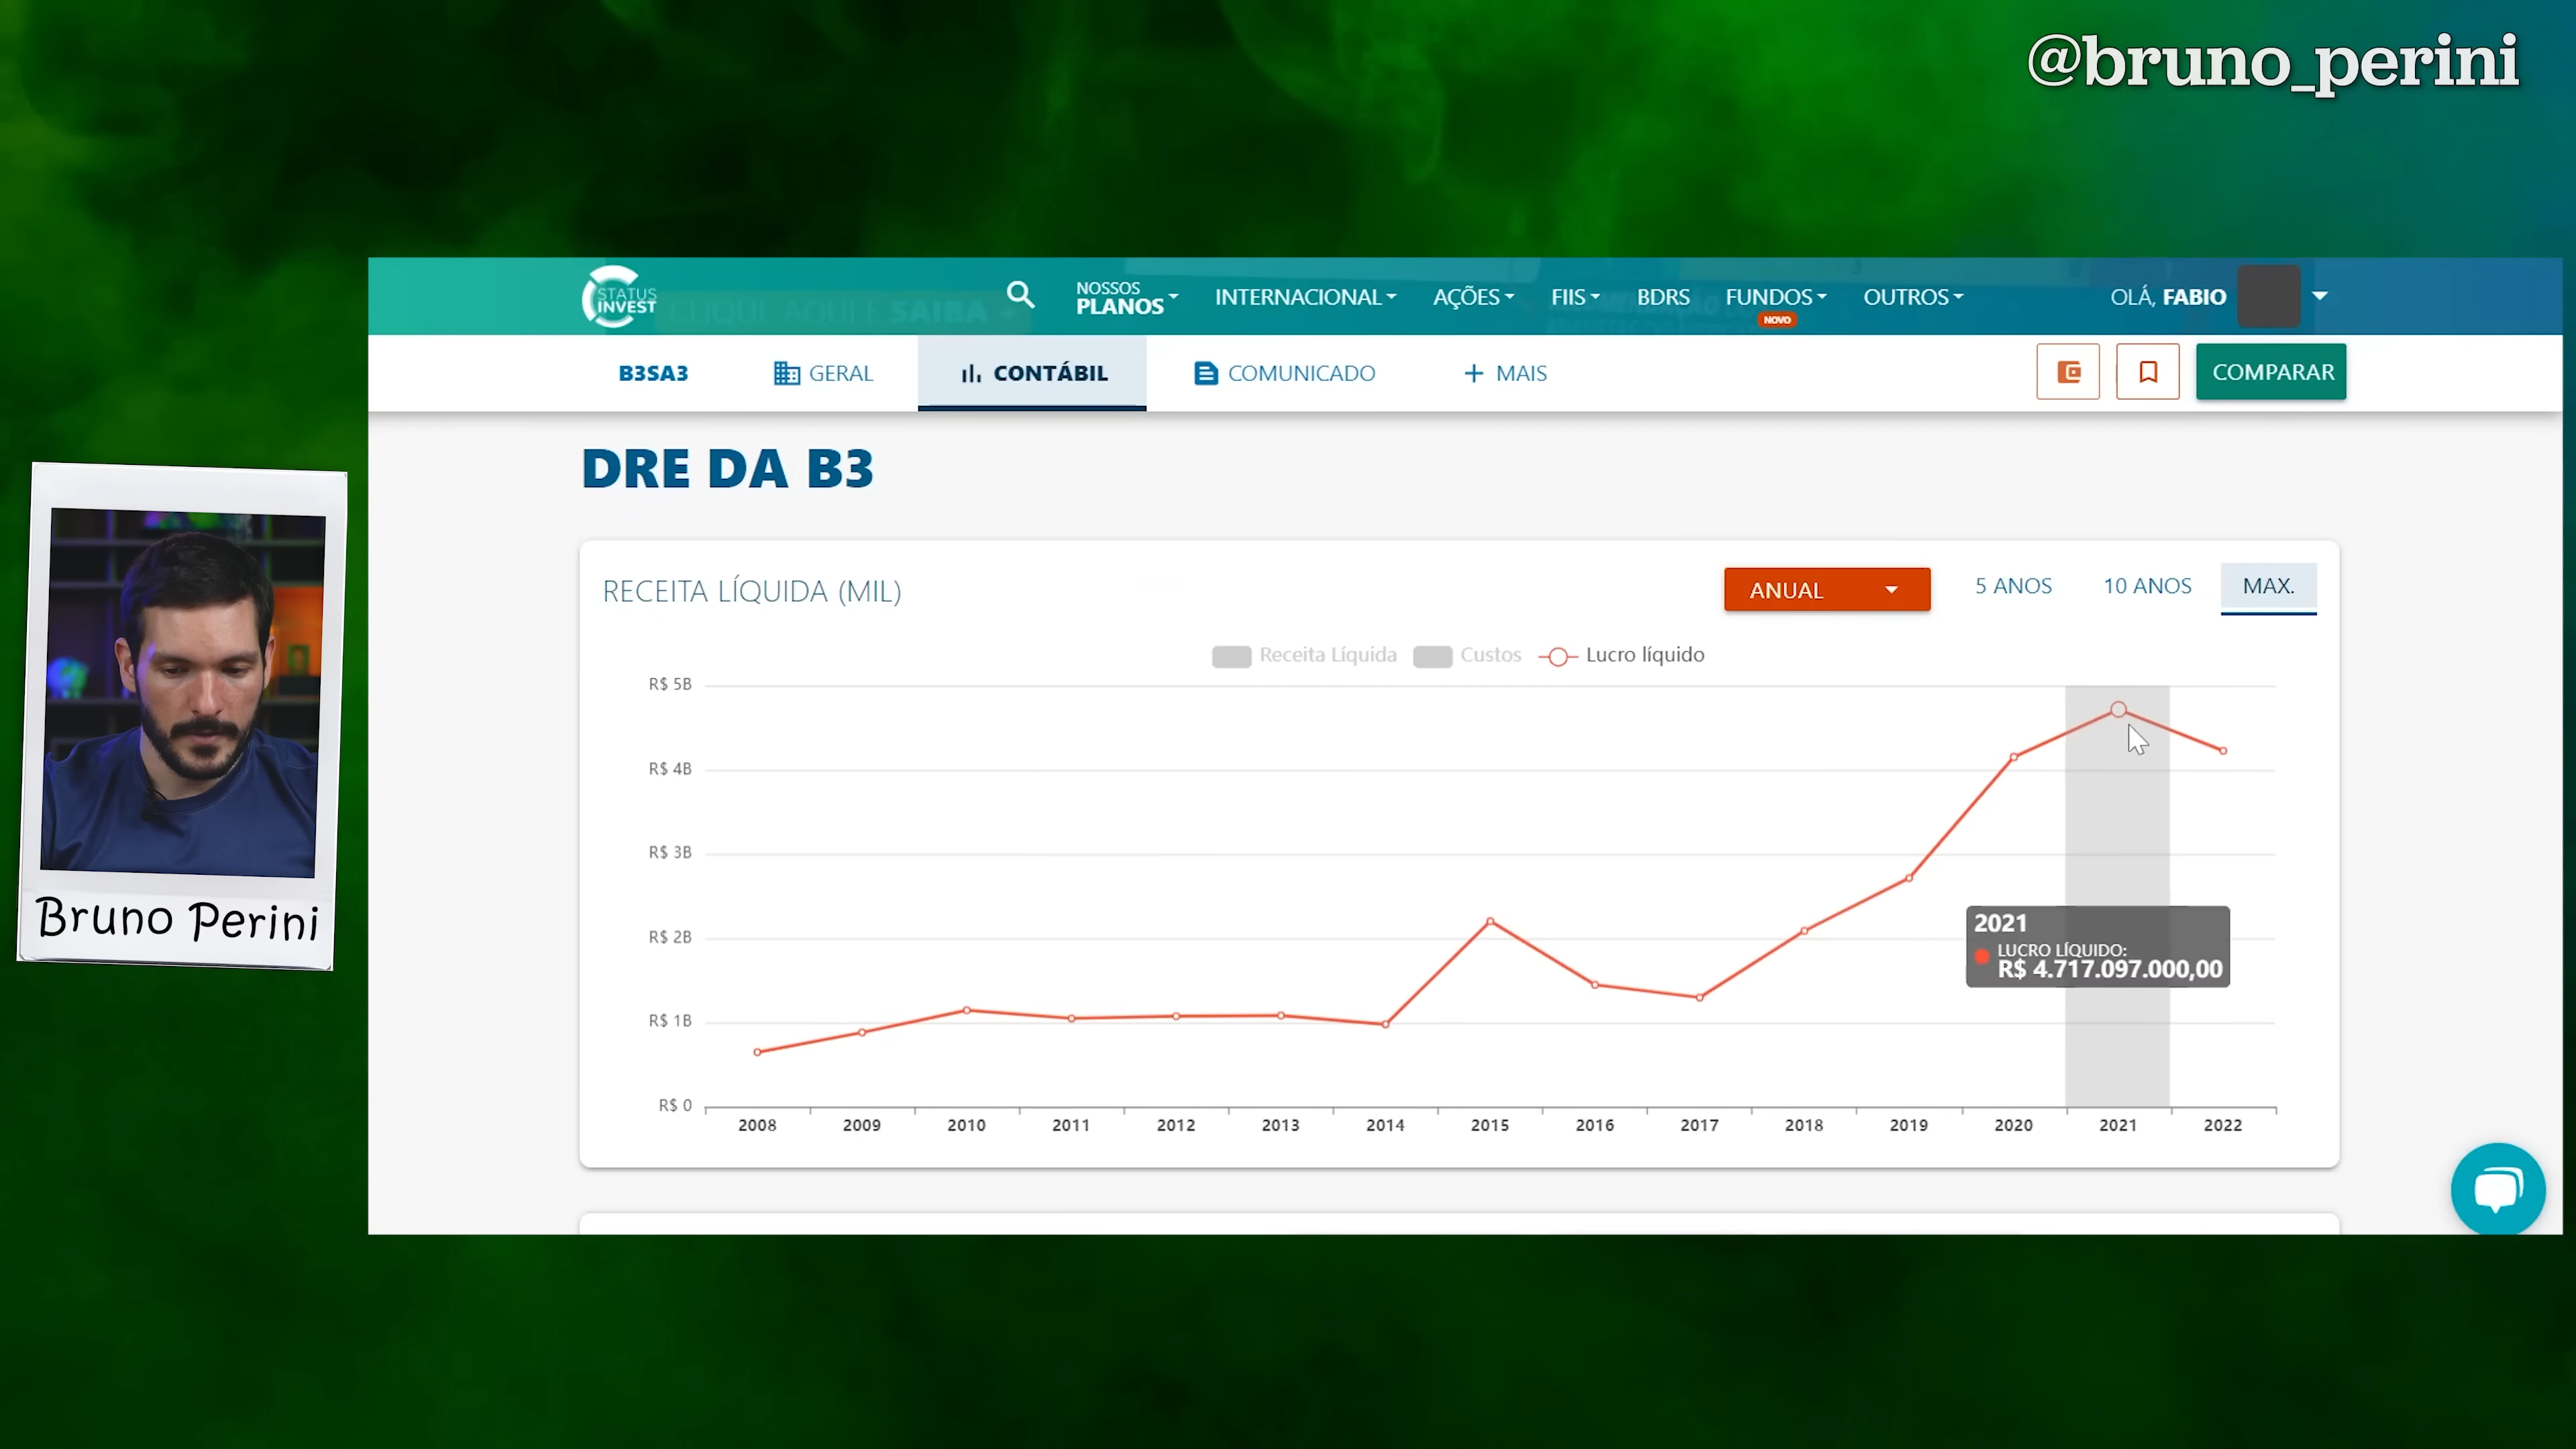 @bruno_perini
STATUS
INVEST
CLIQUE AQUI E SAIBA +
NOSSOS
PLANOS
INTERNACIONAL
AÇÕES
FIIS
BDRS
FUNDOS
NOVO
OUTROS
OLÁ, FABIO
B3SA3
GERAL
CONTÁBIL
COMUNICADO
+ MAIS
COMPARAR
DRE DA B3
RECEITA LÍQUIDA (MIL)
ANUAL
5 ANOS
10 ANOS
MAX.
Receita Líquida
Custos
Lucro líquido
R$ 5B
R$ 4B
R$ 3B
R$ 2B
R$ 1B
R$ 0
2021
LUCRO LÍQUIDO:
R$ 4.717.097.000,00
2008 2009 2010 2011 2012 2013 2014 2015 2016 2017 2018 2019 2020 2021 2022
Bruno Perini